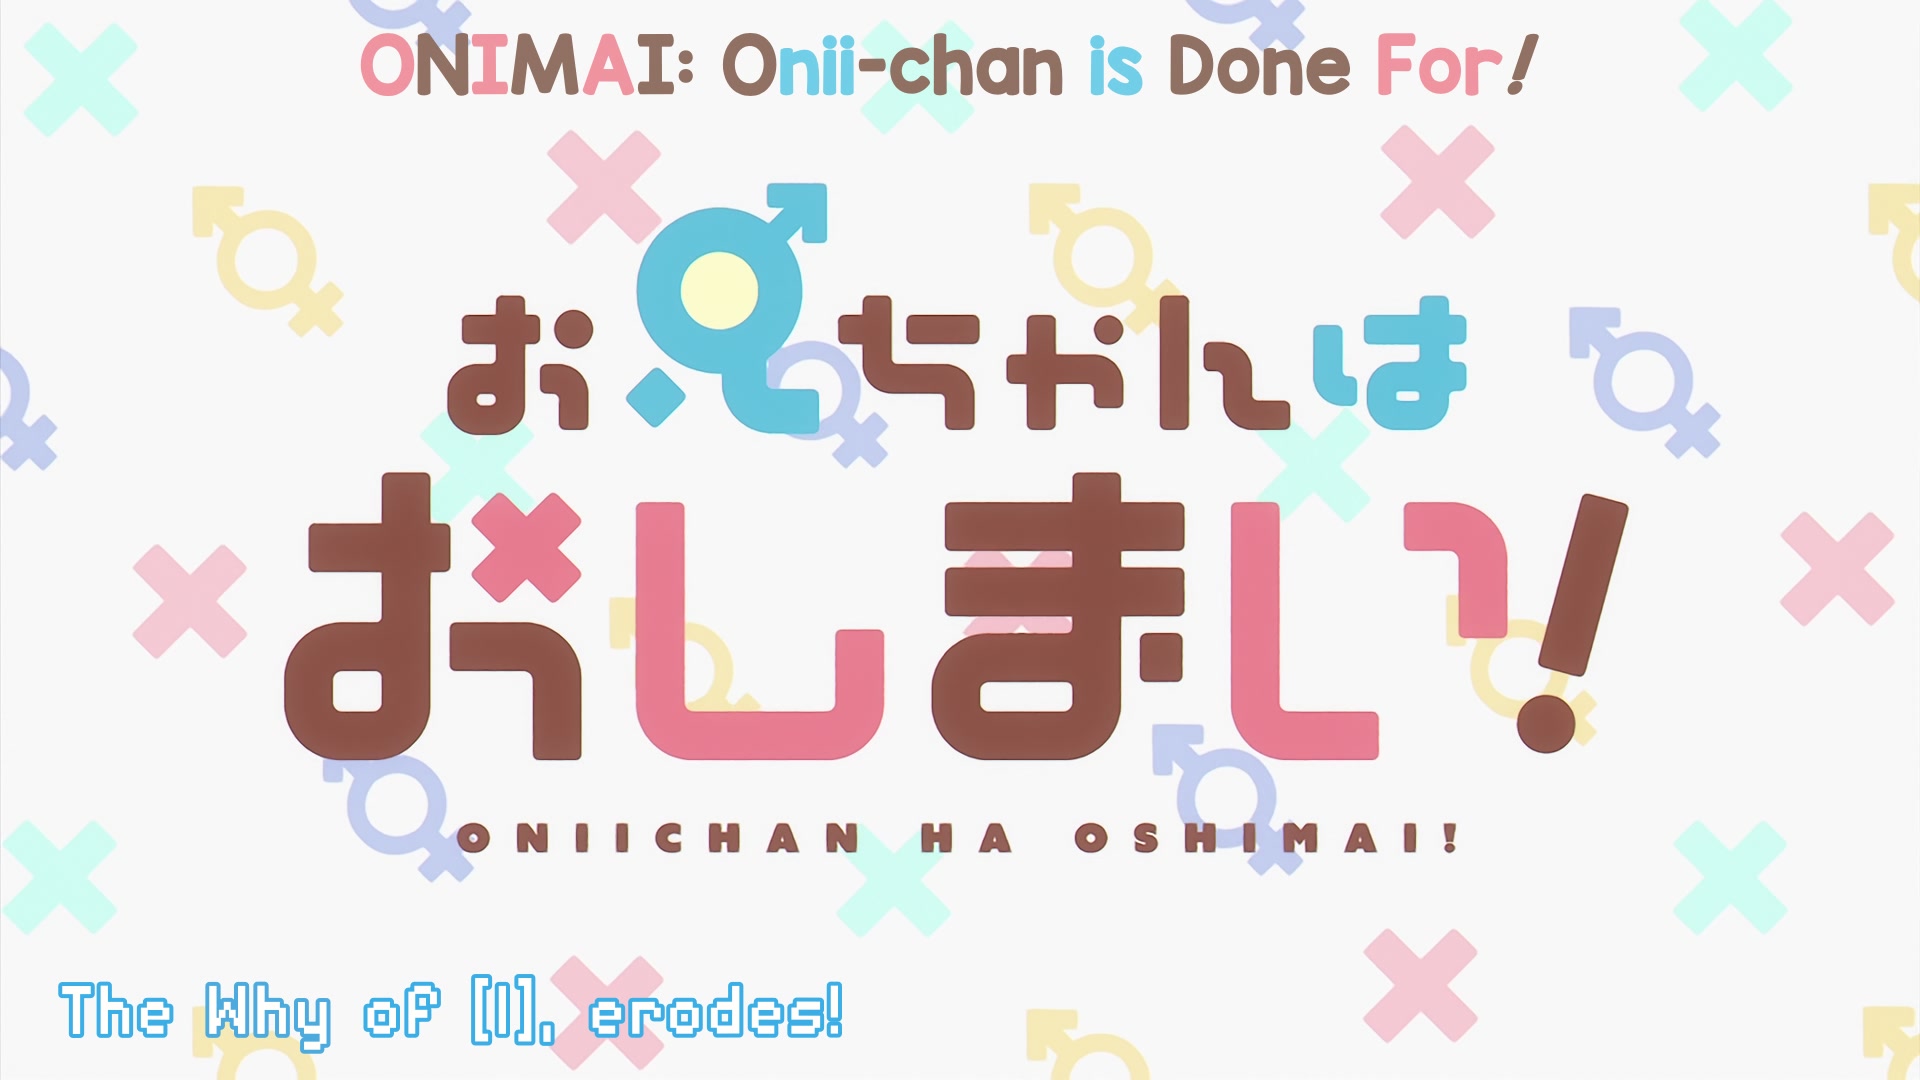 ONIMAI: Onii-chan is Done For!
お兄ちゃんは
おしまい!
ONIICHAN HA OSHIMAI!
The Why of [I], erodes!